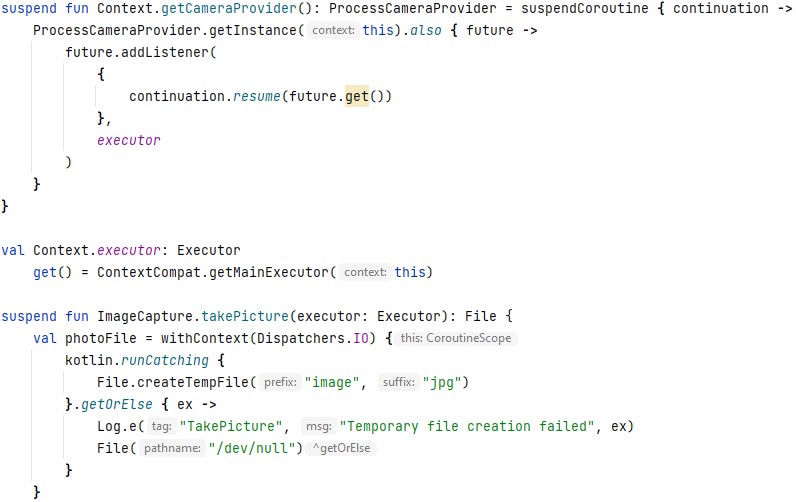 suspend fun Context.getCameraProvider(): ProcessCameraProvider = suspendCoroutine { continuation ->
    ProcessCameraProvider.getInstance( context: this).also { future ->
        future.addListener(
            {
                continuation.resume(future.get())
            },
            executor
        )
    }
}

val Context.executor: Executor
    get() = ContextCompat.getMainExecutor( context: this)

suspend fun ImageCapture.takePicture(executor: Executor): File {
    val photoFile = withContext(Dispatchers.IO) { this: CoroutineScope
        kotlin.runCatching {
            File.createTempFile( prefix: "image", suffix: "jpg")
        }.getOrElse { ex ->
            Log.e( tag: "TakePicture", msg: "Temporary file creation failed", ex)
            File( pathname: "/dev/null") ^getOrElse
        }
    }